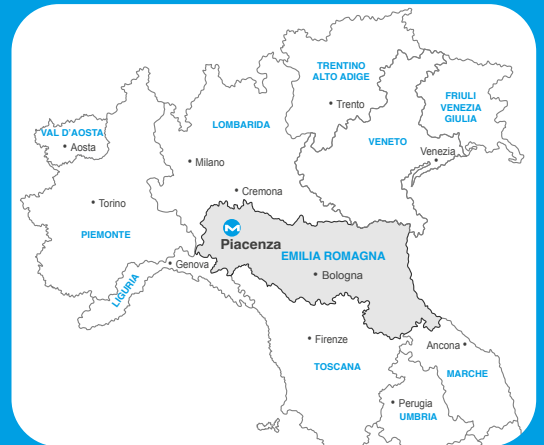 TRENTINO
ALTO ADIGE
Trento
FRIULI
VENEZIA
GIULIA
LOMBARIDA
VAL D'AOSTA
Aosta
VENETO
Venezia
Milano
Cremona
Torino
PIEMONTE
Piacenza
EMILIA ROMAGNA
Genova
Bologna
LIGURIA
Firenze
Ancona
TOSCANA
MARCHE
Perugia
UMBRIA